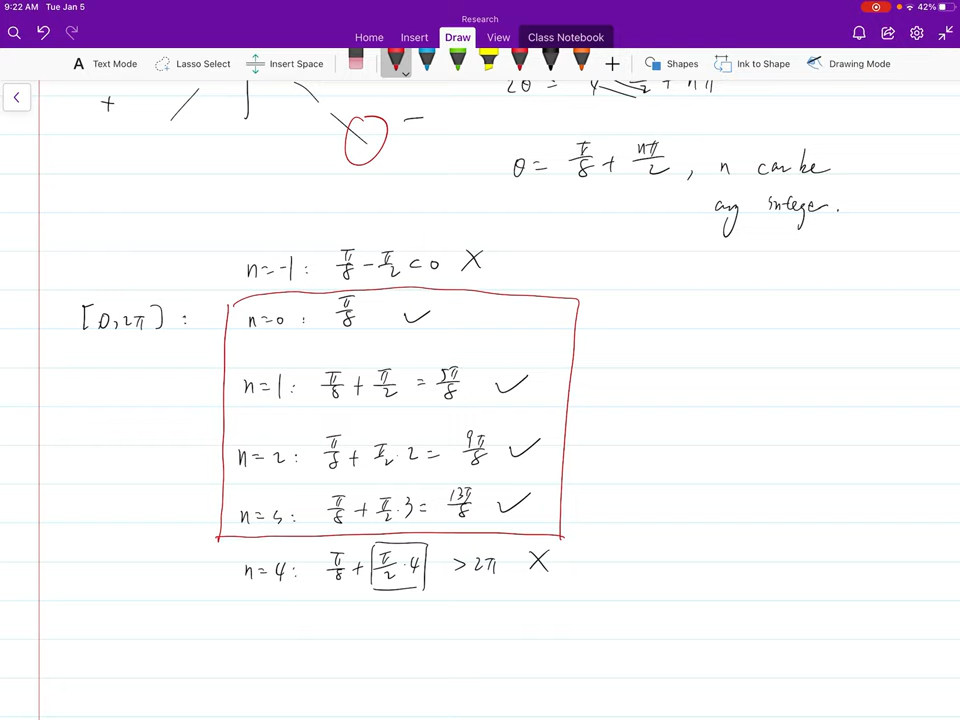 9:22 AM Tue Jan 5
42%
Research
Home Insert Draw View Class Notebook
Text Mode Lasso Select Insert Space Shapes Ink to Shape Drawing Mode
+
−
2θ = π/2 + nπ
θ = π/8 + nπ/2 , n can be
any integer.
n=-1: π/8 - π/2 < 0 X
[0, 2π] :
n=0 : π/8 ✓
n=1: π/8 + π/2 = 5π/8 ✓
n=2: π/8 + π/2 · 2 = 9π/8 ✓
n=3: π/8 + π/2 · 3 = 13π/8 ✓
n=4: π/8 + π/2 · 4 > 2π X